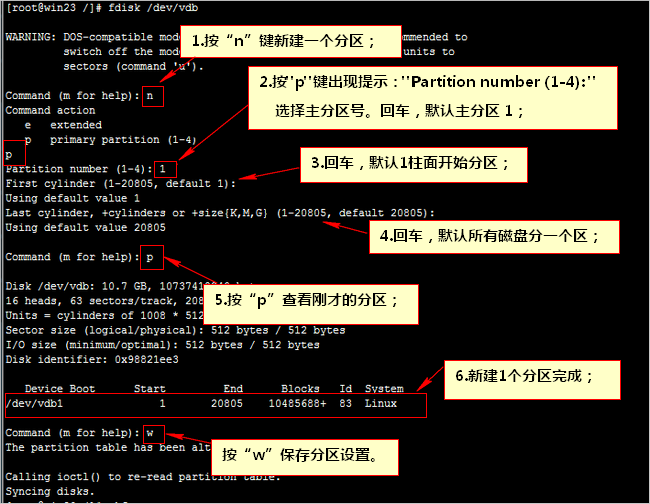 [root@win23 /]# fdisk /dev/vdb
WARNING: DOS-compatible mod
mmended to
switch off the mod
units to
sectors (command 'u').
1.按“n”键新建一个分区；
Command (m for help): n
Command action
e   extended
p   primary partition (1-4)
p
2.按'p''键出现提示：''Partition number (1-4):''
选择主分区号。回车，默认主分区 1；
Partition number (1-4): 1
First cylinder (1-20805, default 1):
Using default value 1
3.回车，默认1柱面开始分区；
Last cylinder, +cylinders or +size{K,M,G} (1-20805, default 20805):
Using default value 20805
4.回车，默认所有磁盘分一个区；
Command (m for help): p
5.按“p”查看刚才的分区；
Disk /dev/vdb: 10.7 GB,
16 heads, 63 sectors/track, 208
Units = cylinders of 1008 * 512
Sector size (logical/physical): 512 bytes / 512 bytes
I/O size (minimum/optimal): 512 bytes / 512 bytes
Disk identifier: 0x98821ee3
6.新建1个分区完成；
Device Boot      Start         End      Blocks   Id  System
/dev/vdb1               1       20805    10485688+  83  Linux
Command (m for help): w
The partition table has been alt
按“w”保存分区设置。
Calling ioctl() to re-read partition table.
Syncing disks.